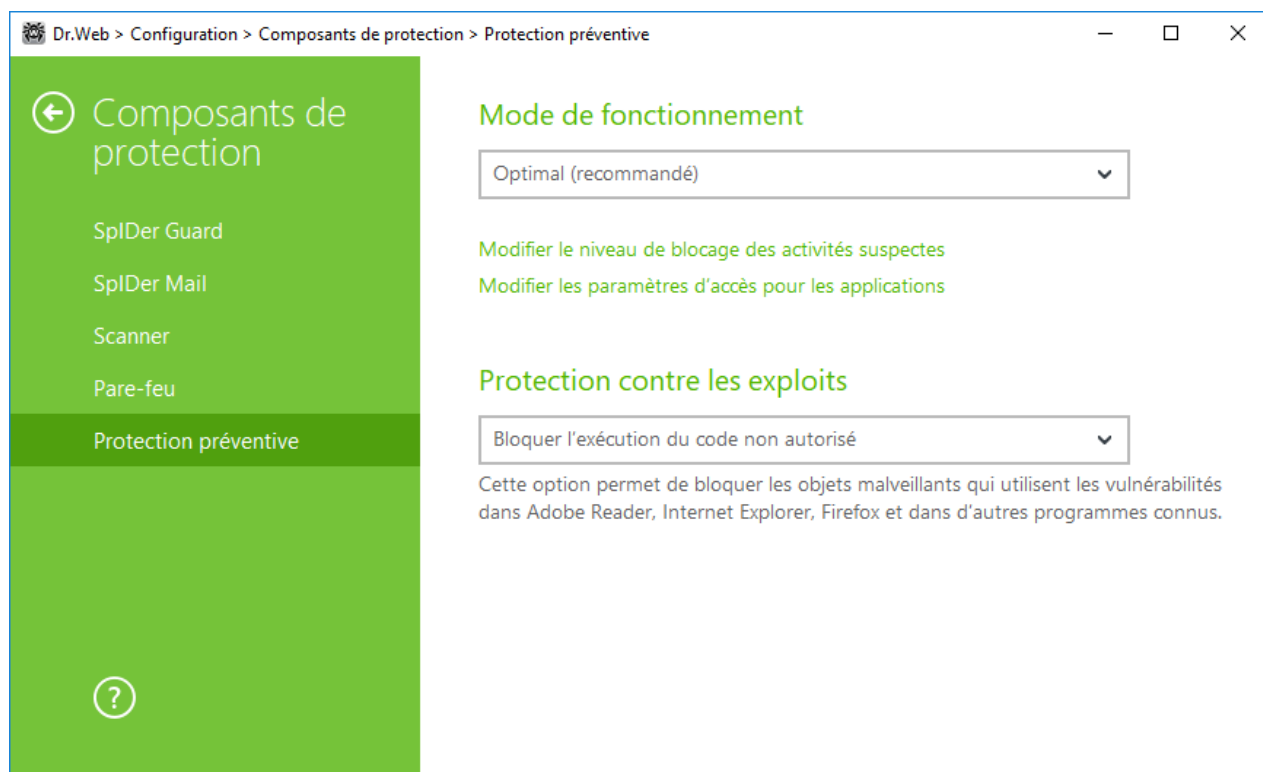 Dr.Web > Configuration > Composants de protection > Protection préventive
Composants de
protection
SpIDer Guard
SpIDer Mail
Scanner
Pare-feu
Protection préventive
?
Mode de fonctionnement
Optimal (recommandé)
Modifier le niveau de blocage des activités suspectes
Modifier les paramètres d'accès pour les applications
Protection contre les exploits
Bloquer l'exécution du code non autorisé
Cette option permet de bloquer les objets malveillants qui utilisent les vulnérabilités
dans Adobe Reader, Internet Explorer, Firefox et dans d'autres programmes connus.